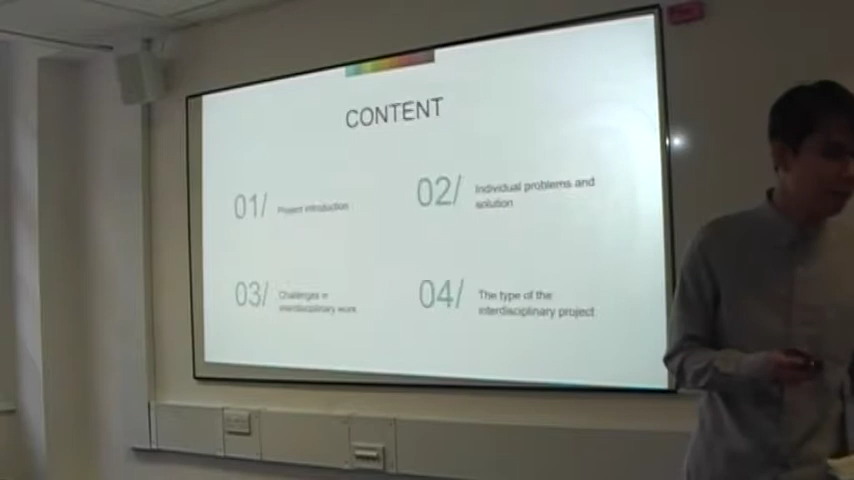 CONTENT
01/
Project introduction
02/
Individual problems and
solution
03/
Challenges in
interdisciplinary work
04/
The type of the
interdisciplinary project